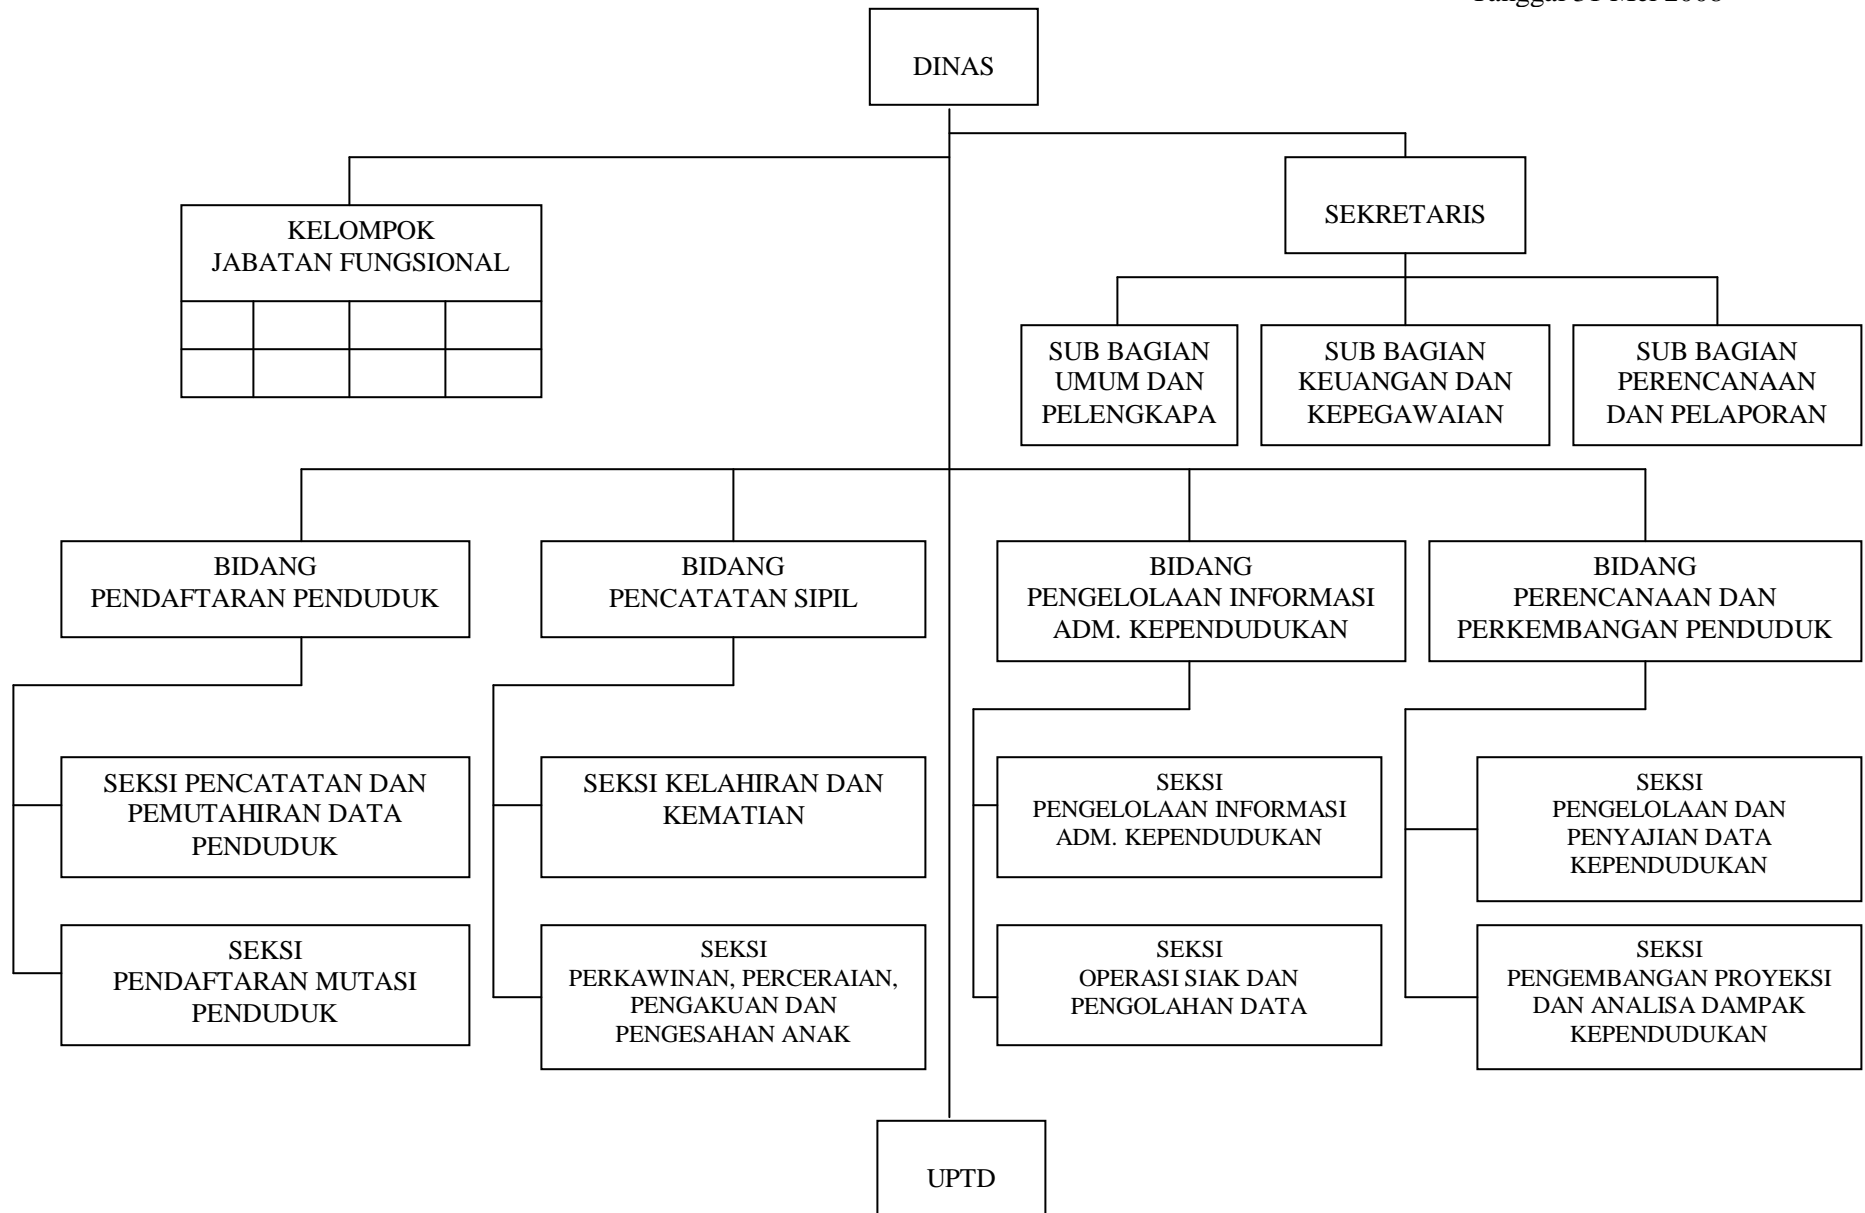 DINAS
KELOMPOK
JABATAN FUNGSIONAL
SEKRETARIS
SUB BAGIAN
UMUM DAN
PELENGKAPA
SUB BAGIAN
KEUANGAN DAN
KEPEGAWAIAN
SUB BAGIAN
PERENCANAAN
DAN PELAPORAN
BIDANG
PENDAFTARAN PENDUDUK
BIDANG
PENCATATAN SIPIL
BIDANG
PENGELOLAAN INFORMASI
ADM. KEPENDUDUKAN
BIDANG
PERENCANAAN DAN
PERKEMBANGAN PENDUDUK
SEKSI PENCATATAN DAN
PEMUTAHIRAN DATA
PENDUDUK
SEKSI KELAHIRAN DAN
KEMATIAN
SEKSI
PENGELOLAAN INFORMASI
ADM. KEPENDUDUKAN
SEKSI
PENGELOLAAN DAN
PENYAJIAN DATA
KEPENDUDUKAN
SEKSI
PENDAFTARAN MUTASI
PENDUDUK
SEKSI
PERKAWINAN, PERCERAIAN,
PENGAKUAN DAN
PENGESAHAN ANAK
SEKSI
OPERASI SIAK DAN
PENGOLAHAN DATA
SEKSI
PENGEMBANGAN PROYEKSI
DAN ANALISA DAMPAK
KEPENDUDUKAN
UPTD